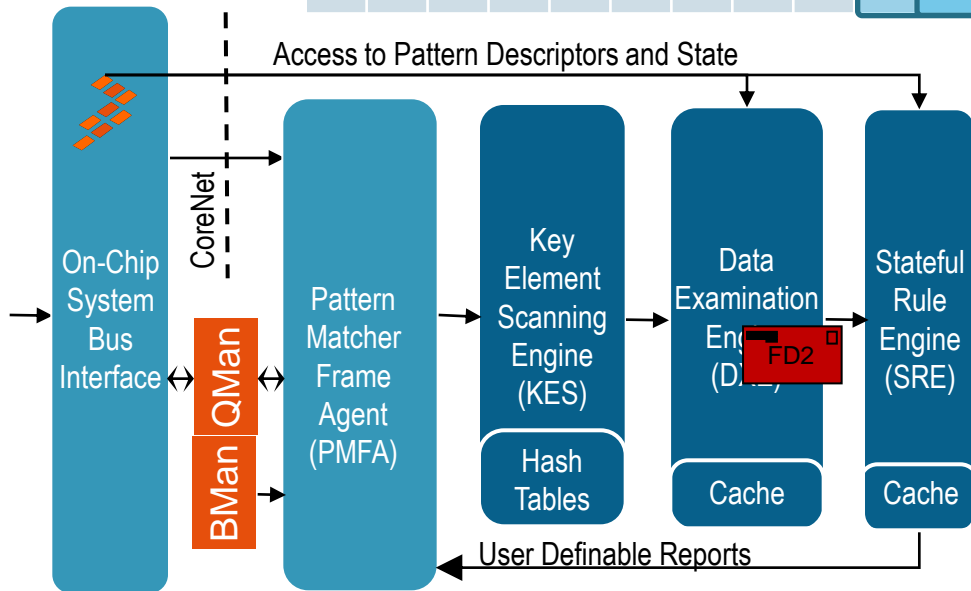 Access to Pattern Descriptors and State
CoreNet
On-Chip
System
Bus
Interface
QMan
BMan
Pattern
Matcher
Frame
Agent
(PMFA)
Key
Element
Scanning
Engine
(KES)
Hash
Tables
Data
Examination
FD2
Cache
Stateful
Rule
Engine
(SRE)
Cache
User Definable Reports